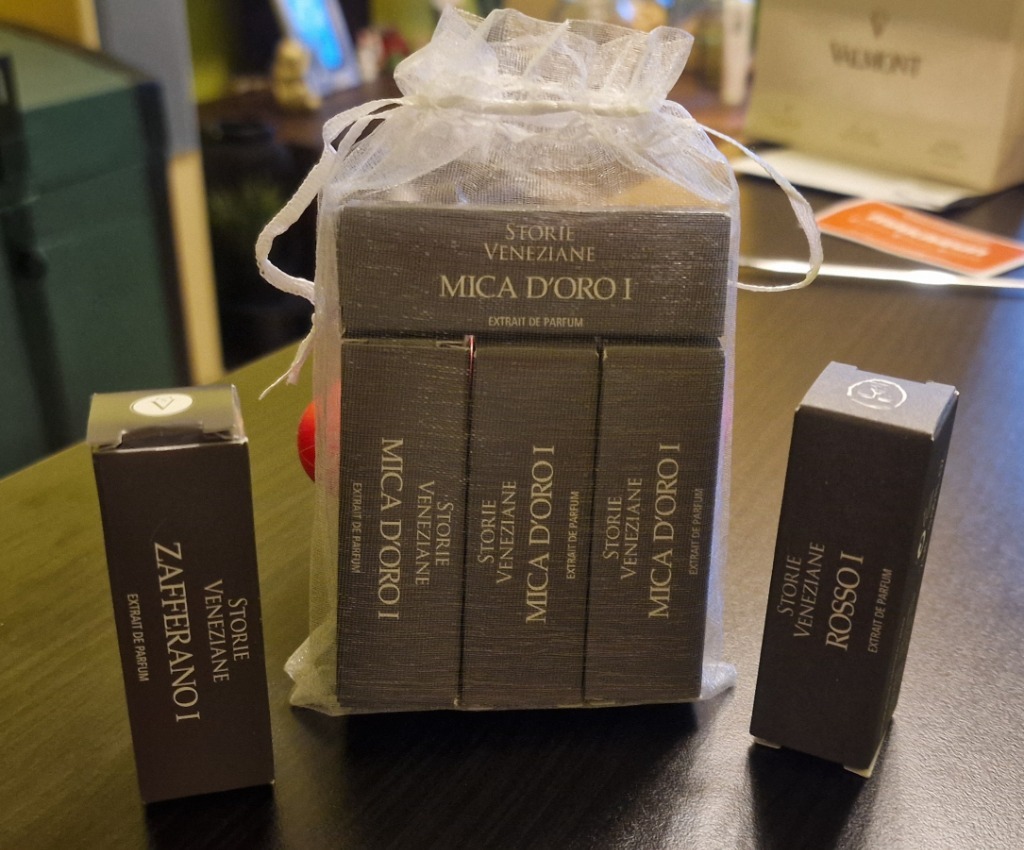 VALMONT
STORIE
VENEZIANE
MICA D'ORO I
EXTRAIT DE PARFUM
STORIE
VENEZIANE
MICA D'ORO I
EXTRAIT DE PARFUM
STORIE
VENEZIANE
MICA D'ORO I
EXTRAIT DE PARFUM
STORIE
VENEZIANE
MICA D'ORO I
EXTRAIT DE PARFUM
STORIE
VENEZIANE
ZAFFERANO I
EXTRAIT DE PARFUM
STORIE
VENEZIANE
ROSSO I
EXTRAIT DE PARFUM